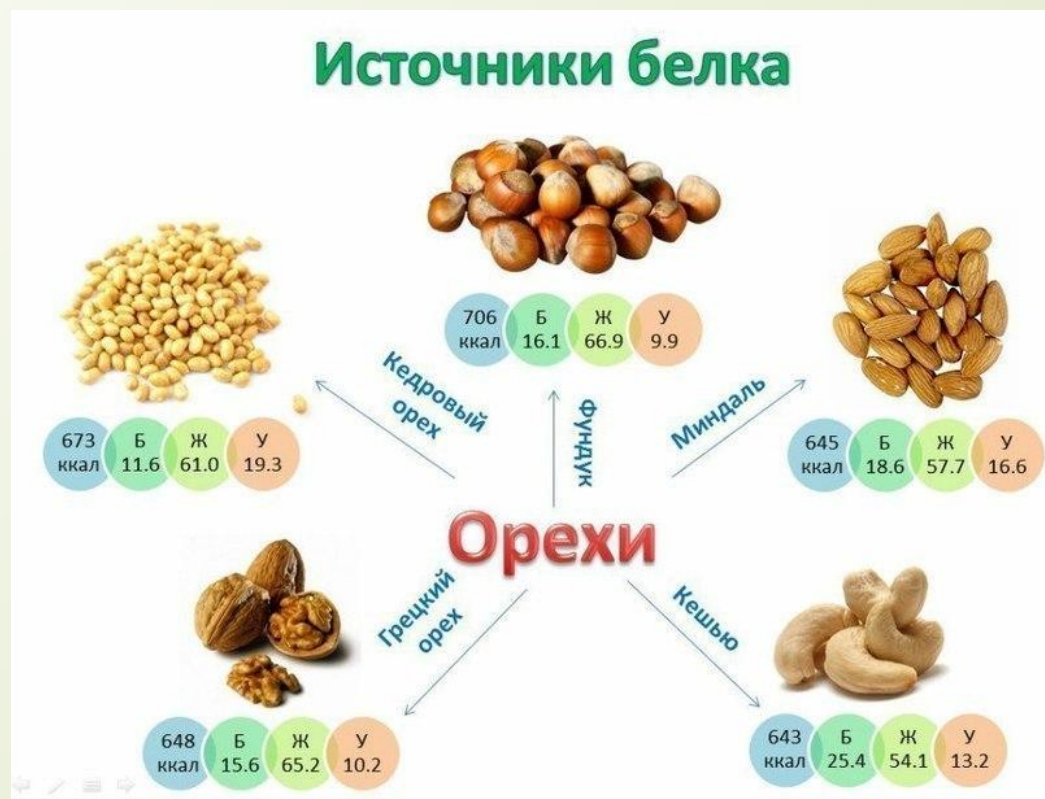 Источники белка
706
ккал
Б
16.1
Ж
66.9
У
9.9
Кедровый
орех
Фундук
Миндаль
673
ккал
Б
11.6
Ж
61.0
У
19.3
645
ккал
Б
18.6
Ж
57.7
У
16.6
Орехи
Грецкий
орех
Кешью
648
ккал
Б
15.6
Ж
65.2
У
10.2
643
ккал
Б
25.4
Ж
54.1
У
13.2